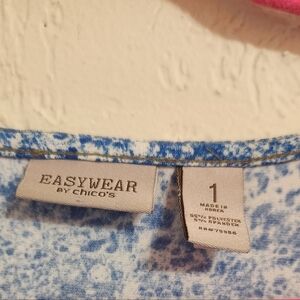 EASYWEAR
BY chico's
1
MADE IN
KOREA
95% POLYESTER
5% SPANDEX